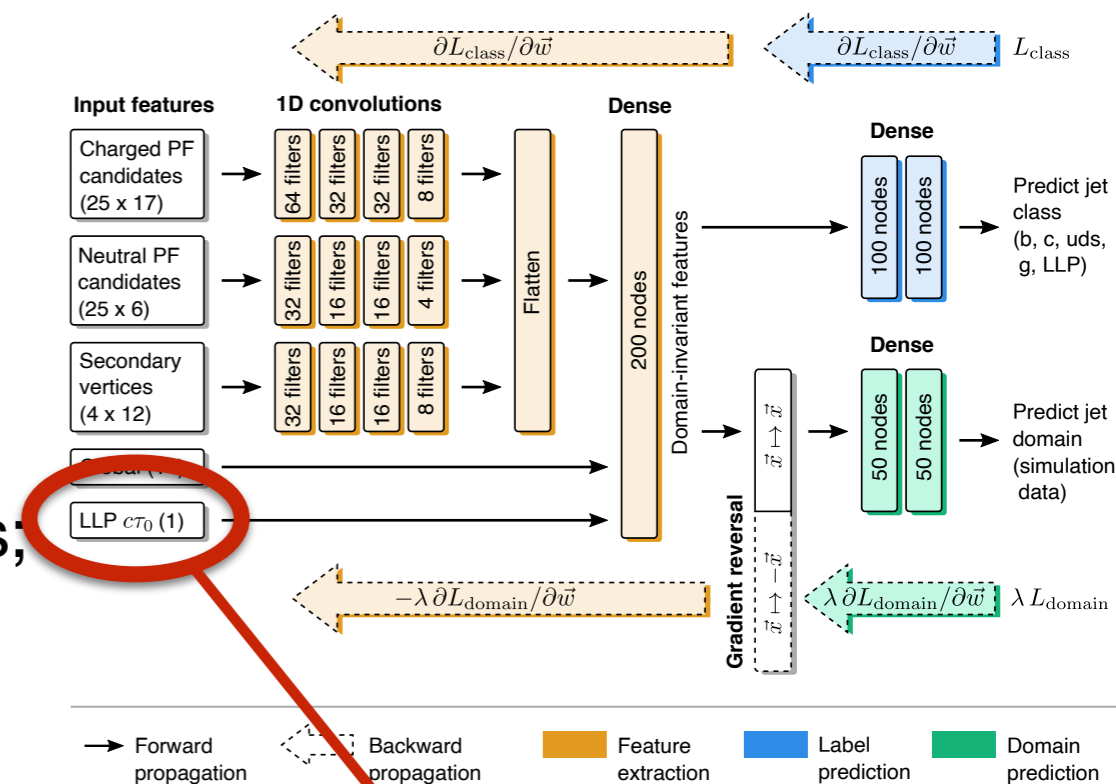 ∂L_class/∂w⃗
∂L_class/∂w⃗
L_class
Input features
1D convolutions
Dense
Dense
Charged PF
candidates
(25 x 17)
64 filters
32 filters
32 filters
8 filters
Neutral PF
candidates
(25 x 6)
32 filters
16 filters
16 filters
4 filters
Secondary
vertices
(4 x 12)
32 filters
16 filters
16 filters
8 filters
Flatten
200 nodes
Domain-invariant features
100 nodes
100 nodes
Predict jet
class
(b, c, uds,
g, LLP)
Dense
50 nodes
50 nodes
Predict jet
domain
(simulation
data)
LLP cτ₀ (1)
s;
Gradient reversal
x⃗ ↦ x⃗
x⃗ ↦ −x⃗
−λ ∂L_domain/∂w⃗
λ ∂L_domain/∂w⃗
λ L_domain
Forward
propagation
Backward
propagation
Feature
extraction
Label
prediction
Domain
prediction